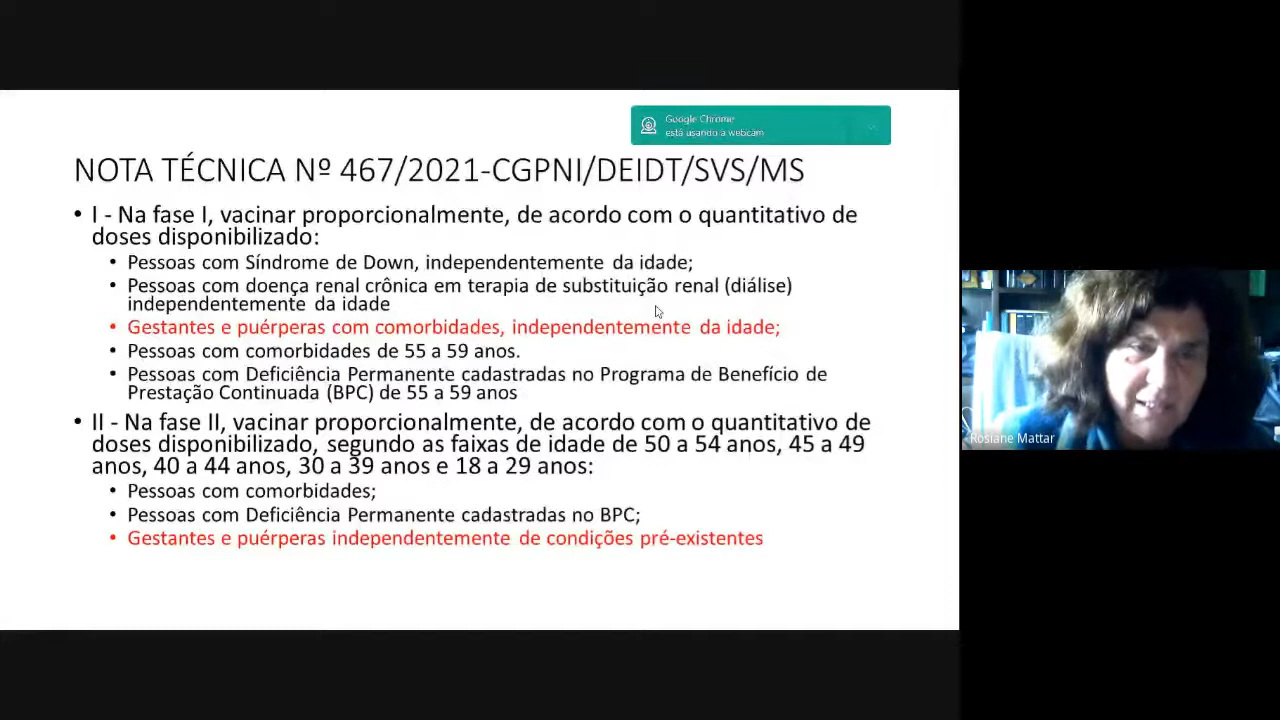 Google Chrome
está usando a webcam
NOTA TÉCNICA Nº 467/2021-CGPNI/DEIDT/SVS/MS
• I - Na fase I, vacinar proporcionalmente, de acordo com o quantitativo de
doses disponibilizado:
• Pessoas com Síndrome de Down, independentemente da idade;
• Pessoas com doença renal crônica em terapia de substituição renal (diálise)
independentemente da idade
• Gestantes e puérperas com comorbidades, independentemente da idade;
• Pessoas com comorbidades de 55 a 59 anos.
• Pessoas com Deficiência Permanente cadastradas no Programa de Benefício de
Prestação Continuada (BPC) de 55 a 59 anos
• II - Na fase II, vacinar proporcionalmente, de acordo com o quantitativo de
doses disponibilizado, segundo as faixas de idade de 50 a 54 anos, 45 a 49
anos, 40 a 44 anos, 30 a 39 anos e 18 a 29 anos:
• Pessoas com comorbidades;
• Pessoas com Deficiência Permanente cadastradas no BPC;
• Gestantes e puérperas independentemente de condições pré-existentes
Rosiane Mattar